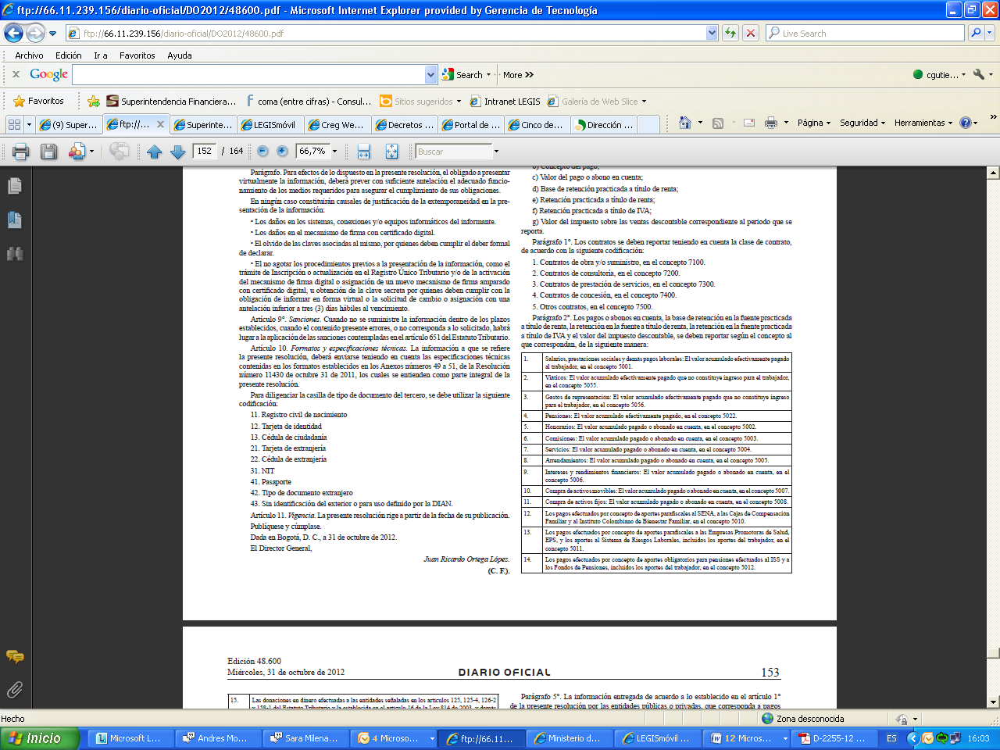 ftp://66.11.239.156/diario-oficial/DO2012/48600.pdf - Microsoft Internet Explorer provided by Gerencia de Tecnología
ftp://66.11.239.156/diario-oficial/DO2012/48600.pdf
Live Search
Archivo Edición Ir a Favoritos Ayuda
Google Search More » cgutie...
Favoritos Superintendencia Financiera... coma (entre cifras) - Consul... Sitios sugeridos Intranet LEGIS Galería de Web Slice
(9) Super... ftp://... Superinte... LEGISmóvil Creg We... Decretos ... Portal de ... Cinco de... Dirección ... Página Seguridad Herramientas
152 / 164 66,7% Buscar
Parágrafo. Para efectos de lo dispuesto en la presente resolución, el obligado a presentar
virtualmente la información, deberá prever con suficiente antelación el adecuado funcio-
namiento de los medios requeridos para asegurar el cumplimiento de sus obligaciones.
En ningún caso constituirán causales de justificación de la extemporaneidad en la pre-
sentación de la información:
• Los daños en los sistemas, conexiones y/o equipos informáticos del informante.
• Los daños en el mecanismo de firma con certificado digital.
• El olvido de las claves asociadas al mismo, por quienes deben cumplir el deber formal
de declarar.
• El no agotar los procedimientos previos a la presentación de la información, como el
trámite de Inscripción o actualización en el Registro Único Tributario y/o de la activación
del mecanismo de firma digital o asignación de un nuevo mecanismo de firma amparado
con certificado digital, u obtención de la clave secreta por quienes deben cumplir con la
obligación de informar en forma virtual o la solicitud de cambio o asignación con una
antelación inferior a tres (3) días hábiles al vencimiento.
Artículo 9°. Sanciones. Cuando no se suministre la información dentro de los plazos
establecidos, cuando el contenido presente errores, o no corresponda a lo solicitado, habrá
lugar a la aplicación de las sanciones contempladas en el artículo 651 del Estatuto Tributario.
Artículo 10. Formatos y especificaciones técnicas. La información a que se refiere
la presente resolución, deberá enviarse teniendo en cuenta las especificaciones técnicas
contenidas en los formatos establecidos en los Anexos números 49 a 51, de la Resolución
número 11430 de octubre 31 de 2011, los cuales se entienden como parte integral de la
presente resolución.
Para diligenciar la casilla de tipo de documento del tercero, se debe utilizar la siguiente
codificación:
11. Registro civil de nacimiento
12. Tarjeta de identidad
13. Cédula de ciudadanía
21. Tarjeta de extranjería
22. Cédula de extranjería
31. NIT
41. Pasaporte
42. Tipo de documento extranjero
43. Sin identificación del exterior o para uso definido por la DIAN.
Artículo 11. Vigencia. La presente resolución rige a partir de la fecha de su publicación.
Publíquese y cúmplase.
Dada en Bogotá, D. C., a 31 de octubre de 2012.
El Director General,
Juan Ricardo Ortega López.
(C. F.).
b) Concepto del pago;
c) Valor del pago o abono en cuenta;
d) Base de retención practicada a título de renta;
e) Retención practicada a título de renta;
f) Retención practicada a título de IVA;
g) Valor del impuesto sobre las ventas descontable correspondiente al periodo que se
reporta.
Parágrafo 1°. Los contratos se deben reportar teniendo en cuenta la clase de contrato,
de acuerdo con la siguiente codificación:
1. Contratos de obra y/o suministro, en el concepto 7100.
2. Contratos de consultoría, en el concepto 7200.
3. Contratos de prestación de servicios, en el concepto 7300.
4. Contratos de concesión, en el concepto 7400.
5. Otros contratos, en el concepto 7500.
Parágrafo 2°. Los pagos o abonos en cuenta, la base de retención en la fuente practicada
a título de renta, la retención en la fuente a título de renta, la retención en la fuente practicada
a título de IVA y el valor del impuesto descontable, se deben reportar según el concepto al
que correspondan, de la siguiente manera:
1. Salarios, prestaciones sociales y demás pagos laborales: El valor acumulado efectivamente pagado
al trabajador, en el concepto 5001.
2. Viáticos: El valor acumulado efectivamente pagado que no constituye ingreso para el trabajador,
en el concepto 5055.
3. Gastos de representación: El valor acumulado efectivamente pagado que no constituye ingreso
para el trabajador, en el concepto 5056.
4. Pensiones: El valor acumulado efectivamente pagado, en el concepto 5022.
5. Honorarios: El valor acumulado pagado o abonado en cuenta, en el concepto 5002.
6. Comisiones: El valor acumulado pagado o abonado en cuenta, en el concepto 5003.
7. Servicios: El valor acumulado pagado o abonado en cuenta, en el concepto 5004.
8. Arrendamientos: El valor acumulado pagado o abonado en cuenta, en el concepto 5005.
9. Intereses y rendimientos financieros: El valor acumulado pagado o abonado en cuenta, en el
concepto 5006.
10. Compra de activos movibles: El valor acumulado pagado o abonado en cuenta, en el concepto 5007.
11. Compra de activos fijos: El valor acumulado pagado o abonado en cuenta, en el concepto 5008.
12. Los pagos efectuados por concepto de aportes parafiscales al SENA, a las Cajas de Compensación
Familiar y al Instituto Colombiano de Bienestar Familiar, en el concepto 5010.
13. Los pagos efectuados por concepto de aportes parafiscales a las Empresas Promotoras de Salud,
EPS, y los aportes al Sistema de Riesgos Laborales, incluidos los aportes del trabajador, en el
concepto 5011.
14. Los pagos efectuados por concepto de aportes obligatorios para pensiones efectuados al ISS y a
los Fondos de Pensiones, incluidos los aportes del trabajador, en el concepto 5012.
Edición 48.600
Miércoles, 31 de octubre de 2012 DIARIO OFICIAL 153
15. Las donaciones en dinero efectuadas a las entidades señaladas en los artículos 125, 125-4, 126-2
y 158-1 del Estatuto Tributario y la establecida en el artículo 16 de la Ley 814 de 2003, y demás
Parágrafo 5°. La información entregada de acuerdo a lo establecido en el artículo 1°
de la presente resolución por las entidades públicas o privadas, que corresponda a pagos
Hecho Zona desconocida
Inicio Microsoft L... Andres Mo... Sara Milena... 4 Microso... ftp://66.11... Ministerio d... LEGISmóvil ... 12 Micros... D-2255-12 ... ES 16:03